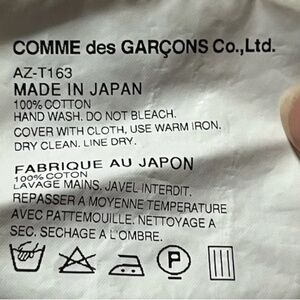 COMME des GARÇONS Co.,Ltd.
AZ-T163
MADE IN JAPAN
100% COTTON
HAND WASH. DO NOT BLEACH.
COVER WITH CLOTH, USE WARM IRON.
DRY CLEAN. LINE DRY.
FABRIQUE AU JAPON
100% COTON
LAVAGE MAINS, JAVEL INTERDIT,
REPASSER A MOYENNE TEMPERATURE
AVEC PATTEMOUILLE. NETTOYAGE A
SEC. SECHAGE A L'OMBRE.
P